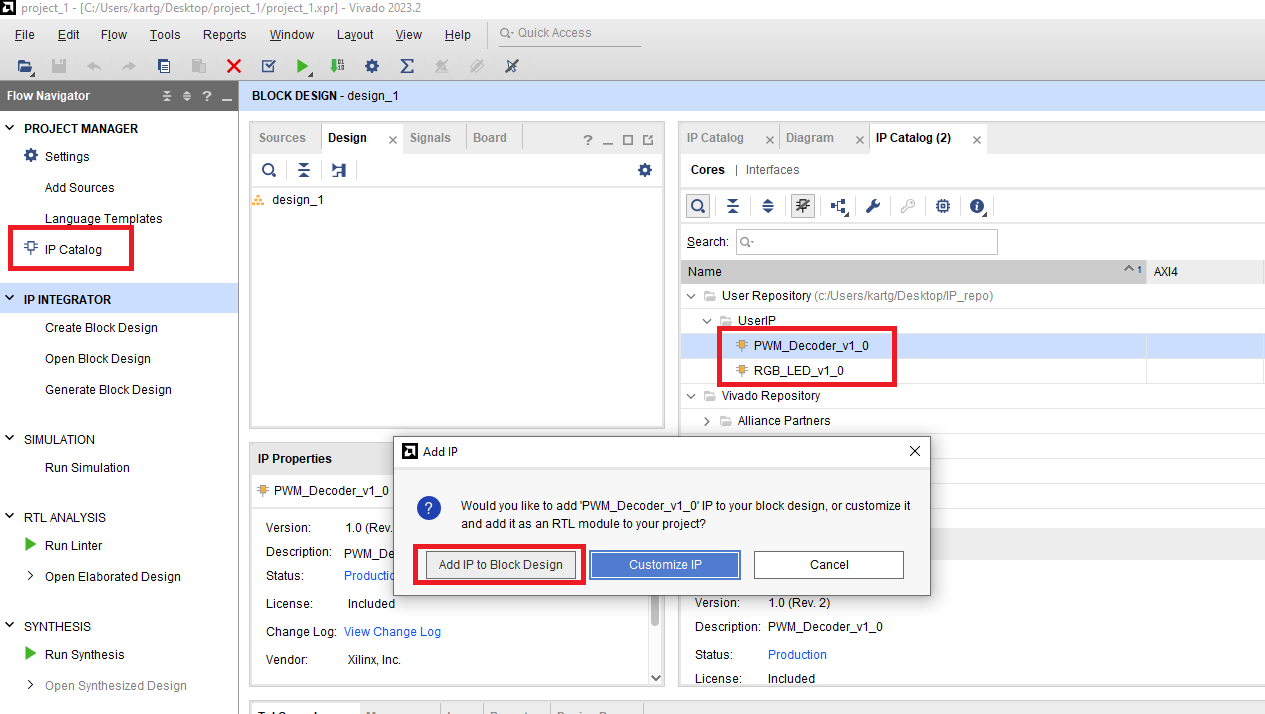 project_1 - [C:/Users/kartg/Desktop/project_1/project_1.xpr] - Vivado 2023.2
File Edit Flow Tools Reports Window Layout View Help Quick Access
Flow Navigator
PROJECT MANAGER
Settings
Add Sources
Language Templates
IP Catalog
IP INTEGRATOR
Create Block Design
Open Block Design
Generate Block Design
SIMULATION
Run Simulation
RTL ANALYSIS
Run Linter
Open Elaborated Design
SYNTHESIS
Run Synthesis
Open Synthesized Design
BLOCK DESIGN - design_1
Sources Design Signals Board
design_1
IP Properties
PWM_Decoder_v1_0
Version: 1.0 (Rev.
Description: PWM_De
Status: Productio
License: Included
Change Log: View Change Log
Vendor: Xilinx, Inc.
IP Catalog Diagram IP Catalog (2)
Cores | Interfaces
Search:
Name 1 AXI4
User Repository (c:/Users/kartg/Desktop/IP_repo)
UserIP
PWM_Decoder_v1_0
RGB_LED_v1_0
Vivado Repository
Alliance Partners
Add IP
Would you like to add 'PWM_Decoder_v1_0' IP to your block design, or customize it
and add it as an RTL module to your project?
Add IP to Block Design Customize IP Cancel
Version: 1.0 (Rev. 2)
Description: PWM_Decoder_v1_0
Status: Production
License: Included